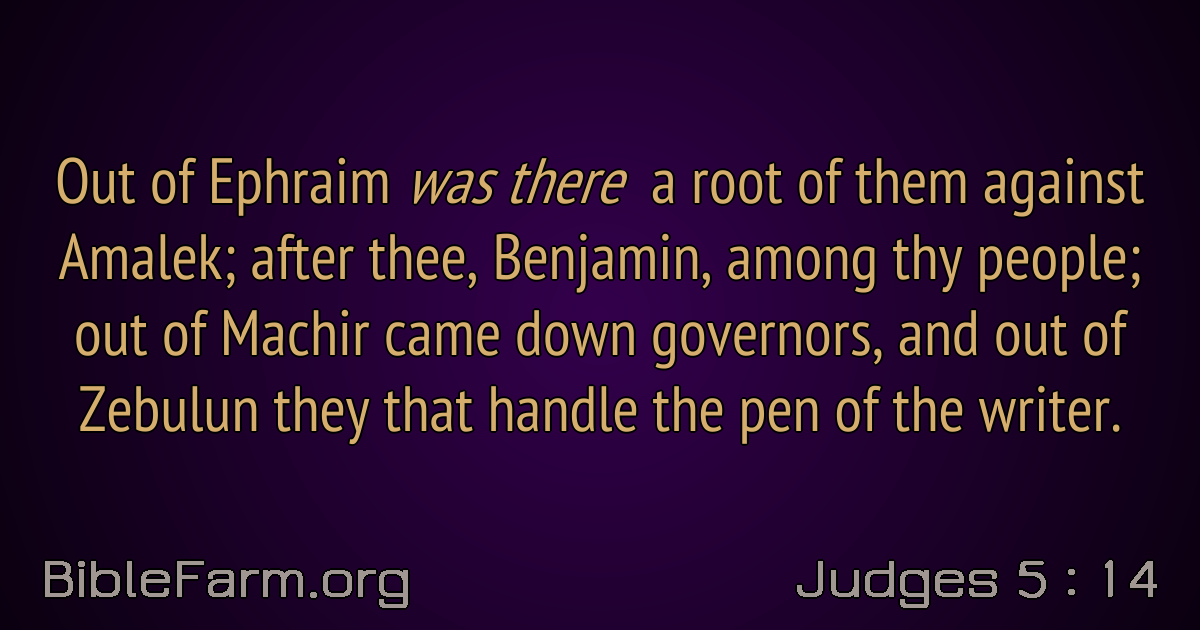 Out of Ephraim was there a root of them against
Amalek; after thee, Benjamin, among thy people;
out of Machir came down governors, and out of
Zebulun they that handle the pen of the writer.
BibleFarm.org
Judges 5 : 14